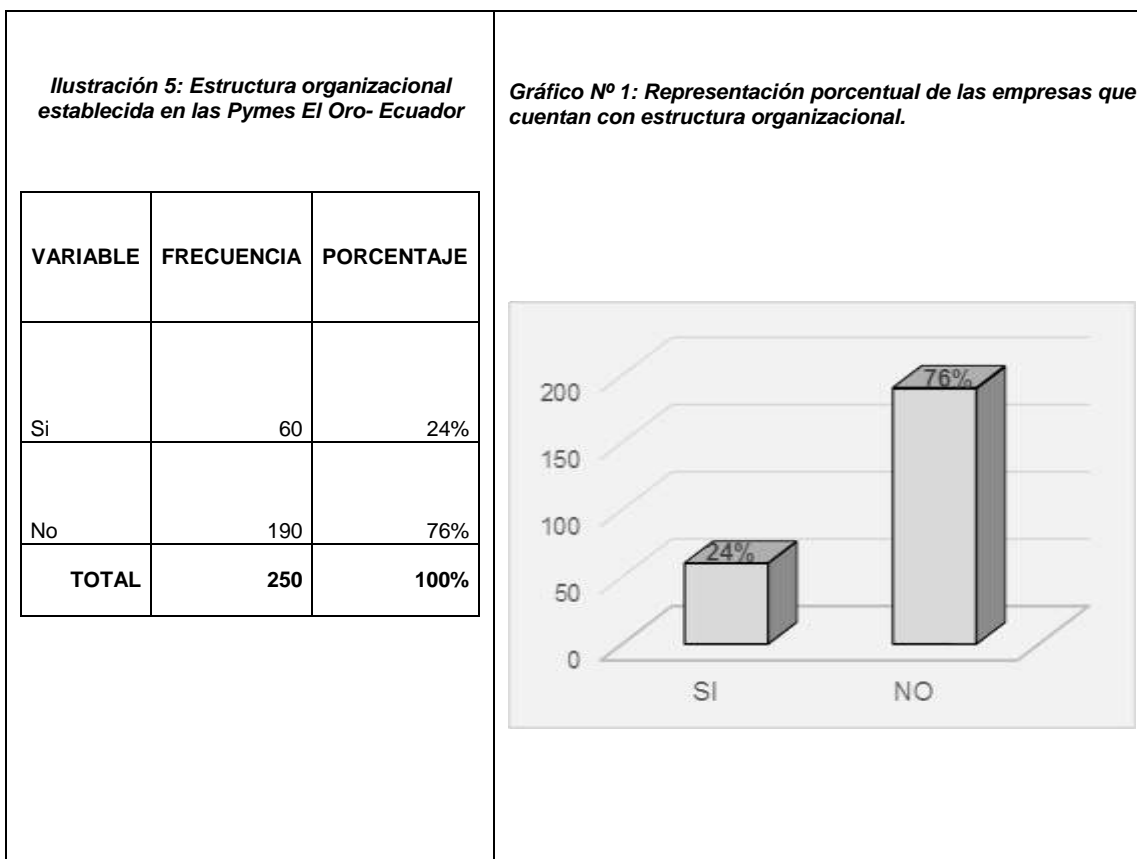 Ilustración 5: Estructura organizacional
establecida en las Pymes El Oro- Ecuador
VARIABLE FRECUENCIA PORCENTAJE
Si 60 24%
No 190 76%
TOTAL 250 100%
Gráfico Nº 1: Representación porcentual de las empresas que
cuentan con estructura organizacional.
200
150
100
50
0
24%
76%
SI NO